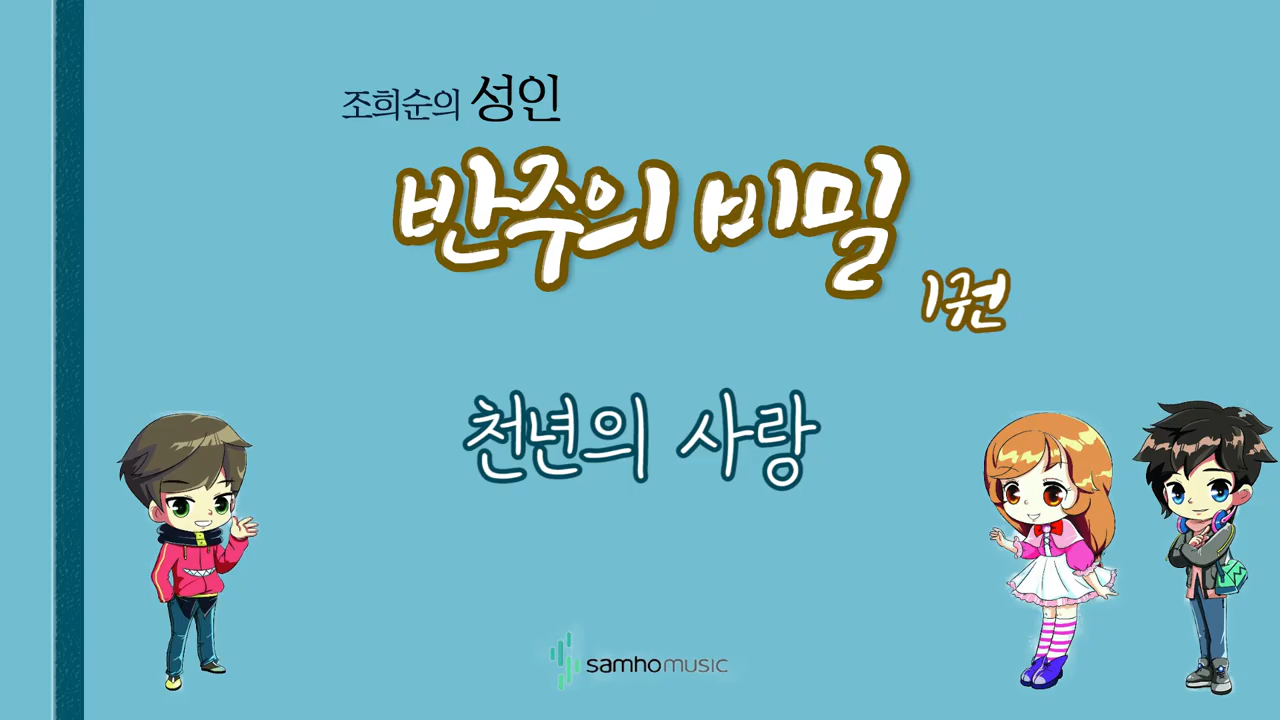 조희순의 성인
반주의 비밀
1권
천년의 사랑
samhomusic